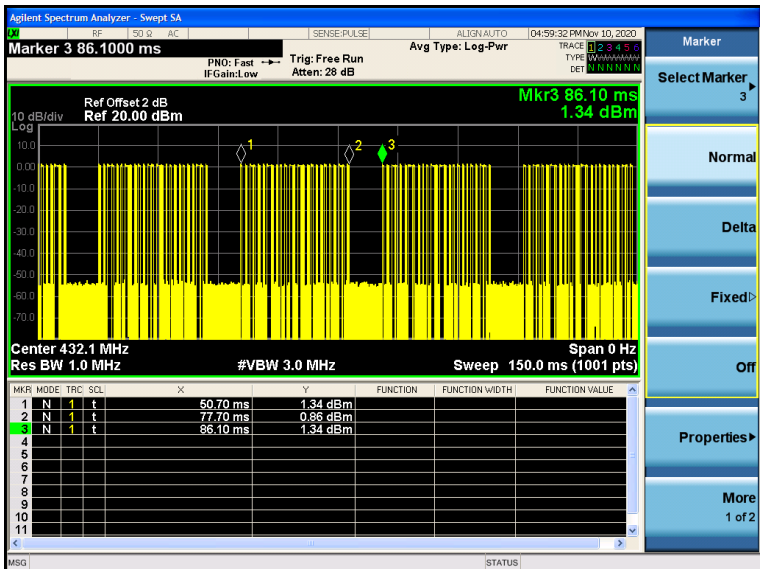 Agilent Spectrum Analyzer - Swept SA
LXI RF 50 Ω AC SENSE:PULSE ALIGN AUTO 04:59:32 PM Nov 10, 2020
Marker 3 86.1000 ms
PNO: Fast Trig: Free Run
IFGain:Low Atten: 28 dB
Avg Type: Log-Pwr
TRACE 1 2 3 4 5 6
TYPE
DET N N N N N N
Marker
Select Marker
3
Normal
Delta
Fixed
Off
Properties
More
1 of 2
Mkr3 86.10 ms
1.34 dBm
Ref Offset 2 dB
10 dB/div Ref 20.00 dBm
Log
10.0
0.00
-10.0
-20.0
-30.0
-40.0
-50.0
-60.0
-70.0
1
2
3
Center 432.1 MHz Span 0 Hz
Res BW 1.0 MHz #VBW 3.0 MHz Sweep 150.0 ms (1001 pts)
MKR MODE TRC SCL X Y FUNCTION FUNCTION WIDTH FUNCTION VALUE
1 N 1 t 50.70 ms 1.34 dBm
2 N 1 t 77.70 ms 0.86 dBm
3 N 1 t 86.10 ms 1.34 dBm
4
5
6
7
8
9
10
11
MSG STATUS